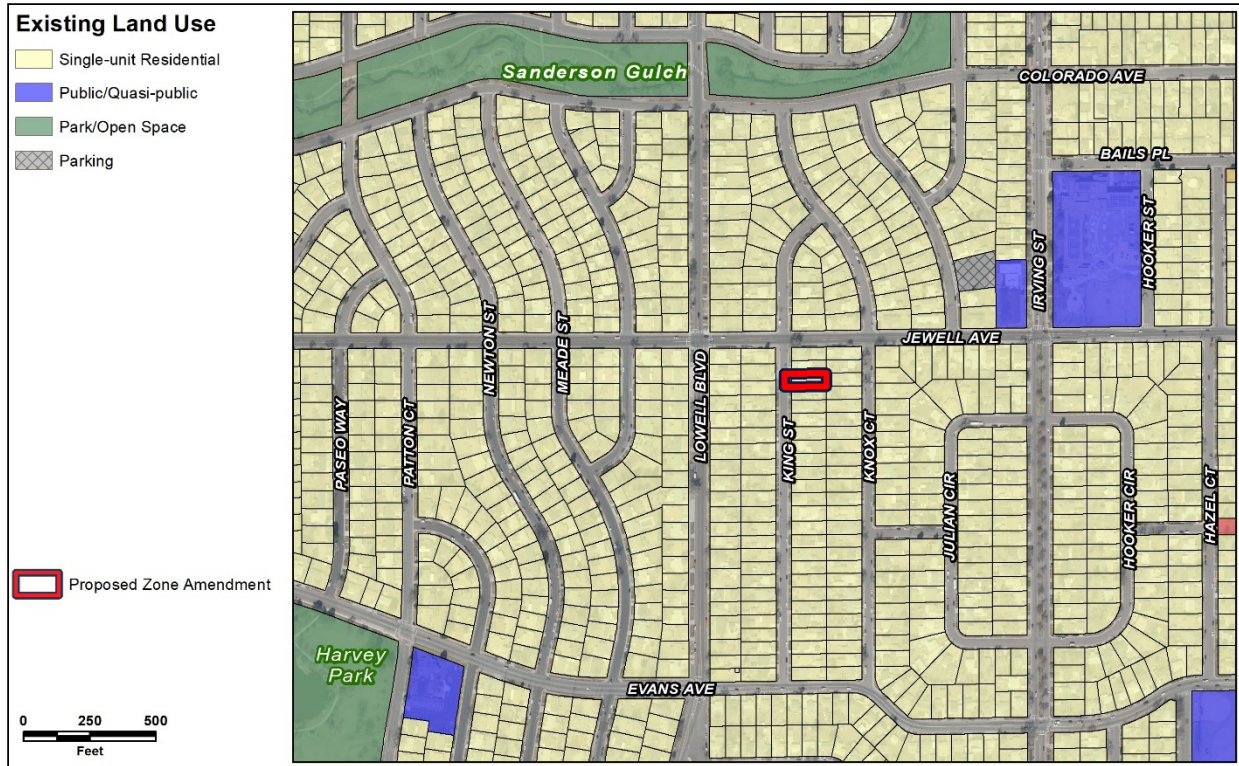 Existing Land Use
Single-unit Residential
Public/Quasi-public
Park/Open Space
Parking
Proposed Zone Amendment
0 250 500
Feet
Sanderson Gulch
COLORADO AVE
BAILS PL
HOOKER ST
IRVING ST
JEWELL AVE
NEWTON ST
MEADE ST
LOWELL BLVD
PASEO WAY
PATTON CT
KING ST
KNOX CT
JULIAN CIR
HOOKER CIR
HAZEL CT
Harvey
Park
EVANS AVE